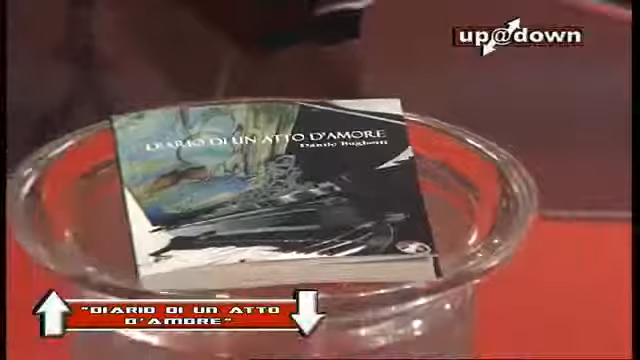 up@down
DIARIO DI UN ATTO D'AMORE
"DIARIO DI UN ATTO
D'AMORE"